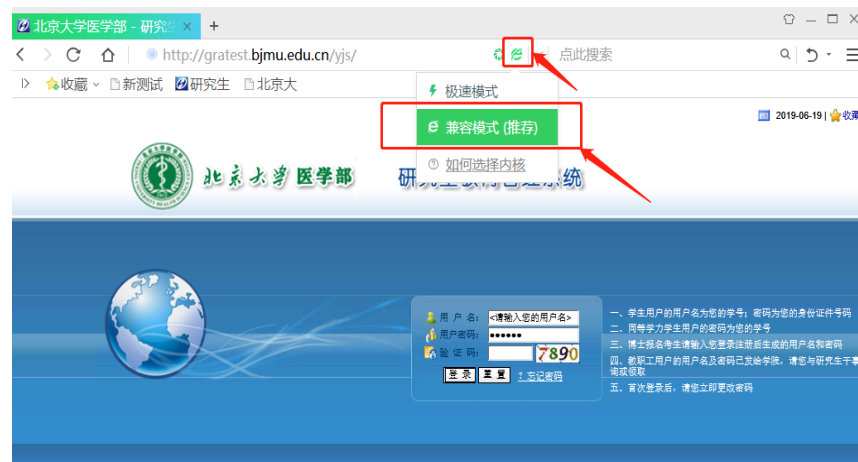 北京大学医学部 - 研究生 × +
http://gratest.bjmu.edu.cn/yjs/ 点此搜索
收藏 新测试 研究生 北京大
极速模式
兼容模式 (推荐)
如何选择内核
2019-06-19 | 收藏
北京大学 医学部 研究生教育管理系统
用 户 名: <请输入您的用户名>
用户密码: ••••••
验 证 码: 7890
登 录 重 置 ? 忘记密码
一、学生用户的用户名为您的学号; 密码为您的身份证件号码
二、同等学力学生用户的密码为您的学号
三、博士报名考生请输入您登录注册后生成的用户名和密码
四、教职工用户的用户名及密码已发给学院, 请您与研究生干事
询或领取
五、首次登录后, 请您立即更改密码